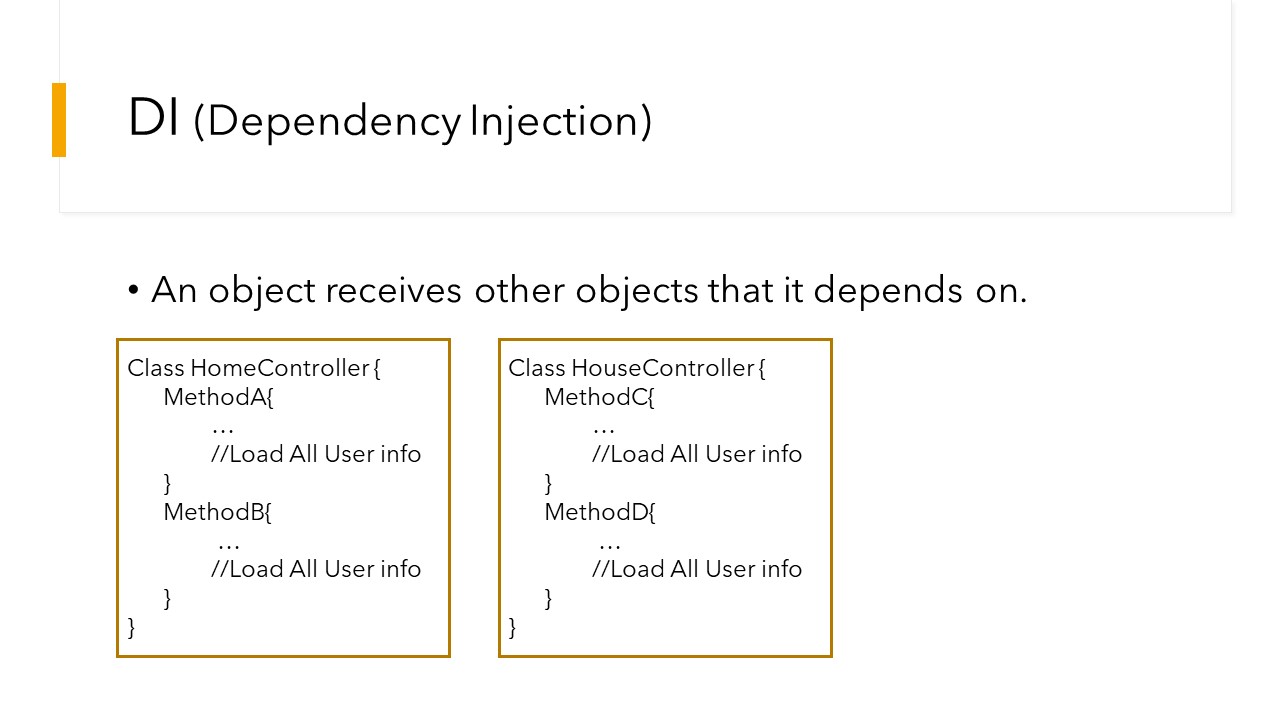 DI (Dependency Injection)
• An object receives other objects that it depends on.
Class HomeController {
MethodA{
...
//Load All User info
}
MethodB{
...
//Load All User info
}
}
Class HouseController {
MethodC{
...
//Load All User info
}
MethodD{
...
//Load All User info
}
}